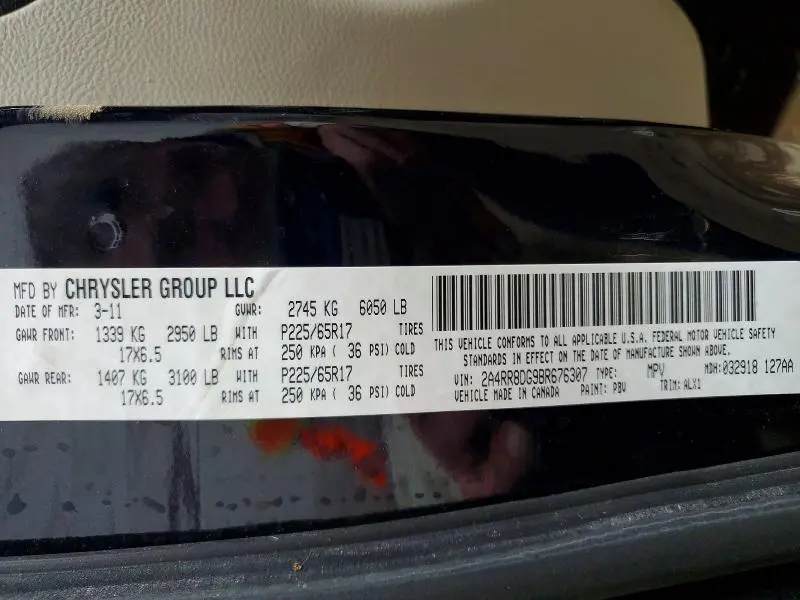 MFD BY CHRYSLER GROUP LLC
DATE OF MFR: 3-11 GVWR: 2745 KG 6050 LB
GAWR FRONT: 1339 KG 2950 LB WITH P225/65R17 TIRES
17X6.5 RIMS AT 250 KPA ( 36 PSI) COLD
GAWR REAR: 1407 KG 3100 LB WITH P225/65R17 TIRES
17X6.5 RIMS AT 250 KPA ( 36 PSI) COLD
THIS VEHICLE CONFORMS TO ALL APPLICABLE U.S.A. FEDERAL MOTOR VEHICLE SAFETY
STANDARDS IN EFFECT ON THE DATE OF MANUFACTURE SHOWN ABOVE.
VIN: 2A4RR8DG9BR676307 TYPE: MPV MDH: 032918 127AA
VEHICLE MADE IN CANADA PAINT: PBV TRIM: ALX1